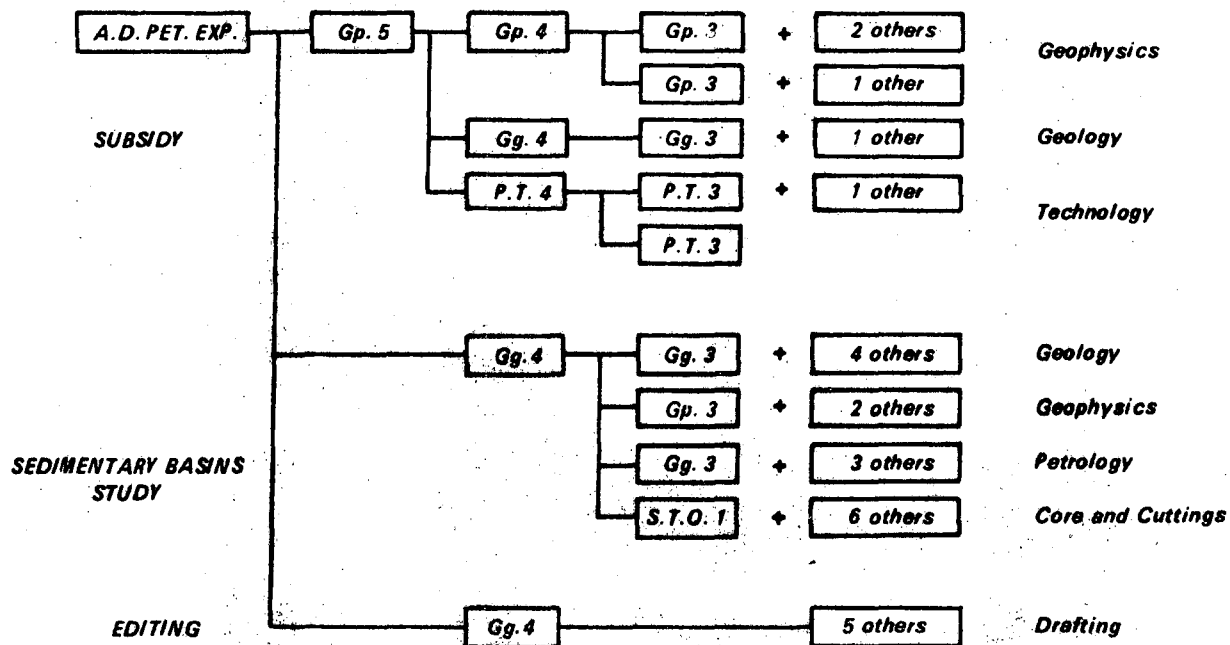 A.D. PET. EXP. Gp. 5 Gp. 4 Gp. 3 + 2 others
Geophysics
Gp. 3 + 1 other
SUBSIDY Gg. 4 Gg. 3 + 1 other Geology
P.T. 4 P.T. 3 + 1 other
Technology
P.T. 3
Gg. 4 Gg. 3 + 4 others Geology
Gp. 3 + 2 others Geophysics
SEDIMENTARY BASINS Gg. 3 + 3 others Petrology
STUDY
S.T.O. 1 + 6 others Core and Cuttings
EDITING Gg. 4 5 others Drafting